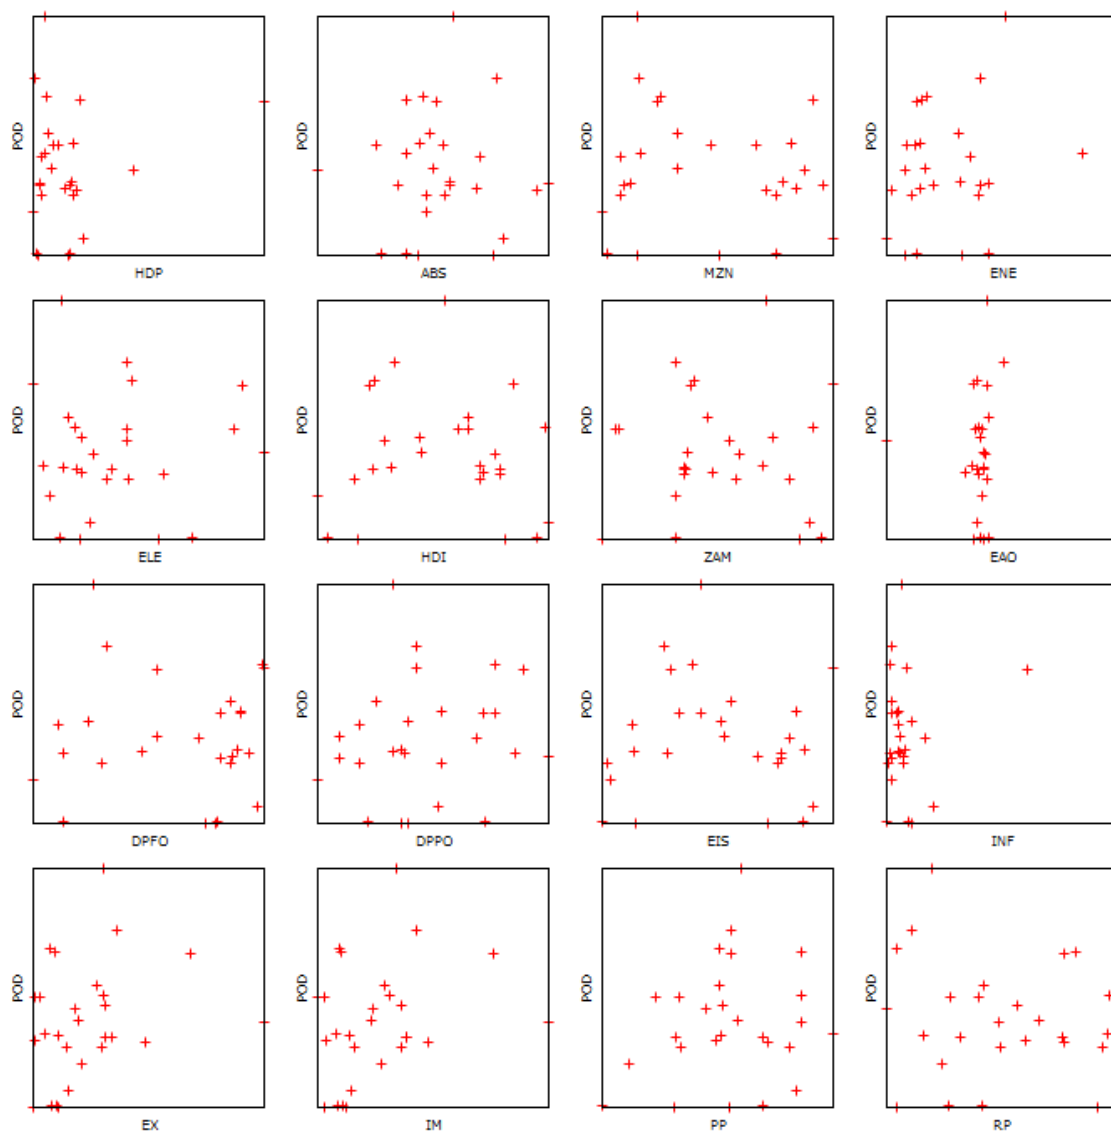 POD POD POD POD
HDP ABS MZN ENE
POD POD POD POD
ELE HDI ZAM EAO
POD POD POD POD
DPFO DPPO EIS INF
POD POD POD POD
EX IM PP RP